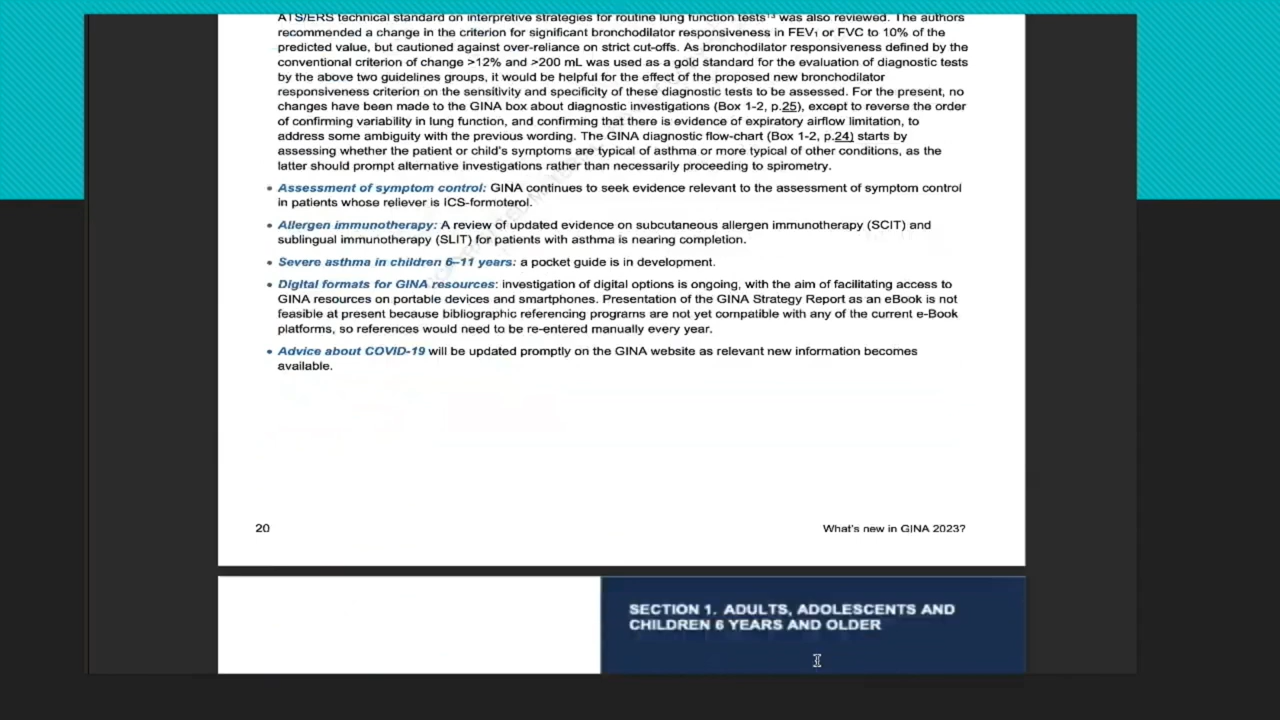 ATS/ERS technical standard on interpretive strategies for routine lung function tests¹³ was also reviewed. The authors
recommended a change in the criterion for significant bronchodilator responsiveness in FEV₁ or FVC to 10% of the
predicted value, but cautioned against over-reliance on strict cut-offs. As bronchodilator responsiveness defined by the
conventional criterion of change >12% and >200 mL was used as a gold standard for the evaluation of diagnostic tests
by the above two guidelines groups, it would be helpful for the effect of the proposed new bronchodilator
responsiveness criterion on the sensitivity and specificity of these diagnostic tests to be assessed. For the present, no
changes have been made to the GINA box about diagnostic investigations (Box 1-2, p.25), except to reverse the order
of confirming variability in lung function, and confirming that there is evidence of expiratory airflow limitation, to
address some ambiguity with the previous wording. The GINA diagnostic flow-chart (Box 1-2, p.24) starts by
assessing whether the patient or child's symptoms are typical of asthma or more typical of other conditions, as the
latter should prompt alternative investigations rather than necessarily proceeding to spirometry.
• Assessment of symptom control: GINA continues to seek evidence relevant to the assessment of symptom control
in patients whose reliever is ICS-formoterol.
• Allergen immunotherapy: A review of updated evidence on subcutaneous allergen immunotherapy (SCIT) and
sublingual immunotherapy (SLIT) for patients with asthma is nearing completion.
• Severe asthma in children 6–11 years: a pocket guide is in development.
• Digital formats for GINA resources: investigation of digital options is ongoing, with the aim of facilitating access to
GINA resources on portable devices and smartphones. Presentation of the GINA Strategy Report as an eBook is not
feasible at present because bibliographic referencing programs are not yet compatible with any of the current e-Book
platforms, so references would need to be re-entered manually every year.
• Advice about COVID-19 will be updated promptly on the GINA website as relevant new information becomes
available.
20
What's new in GINA 2023?
SECTION 1. ADULTS, ADOLESCENTS AND
CHILDREN 6 YEARS AND OLDER